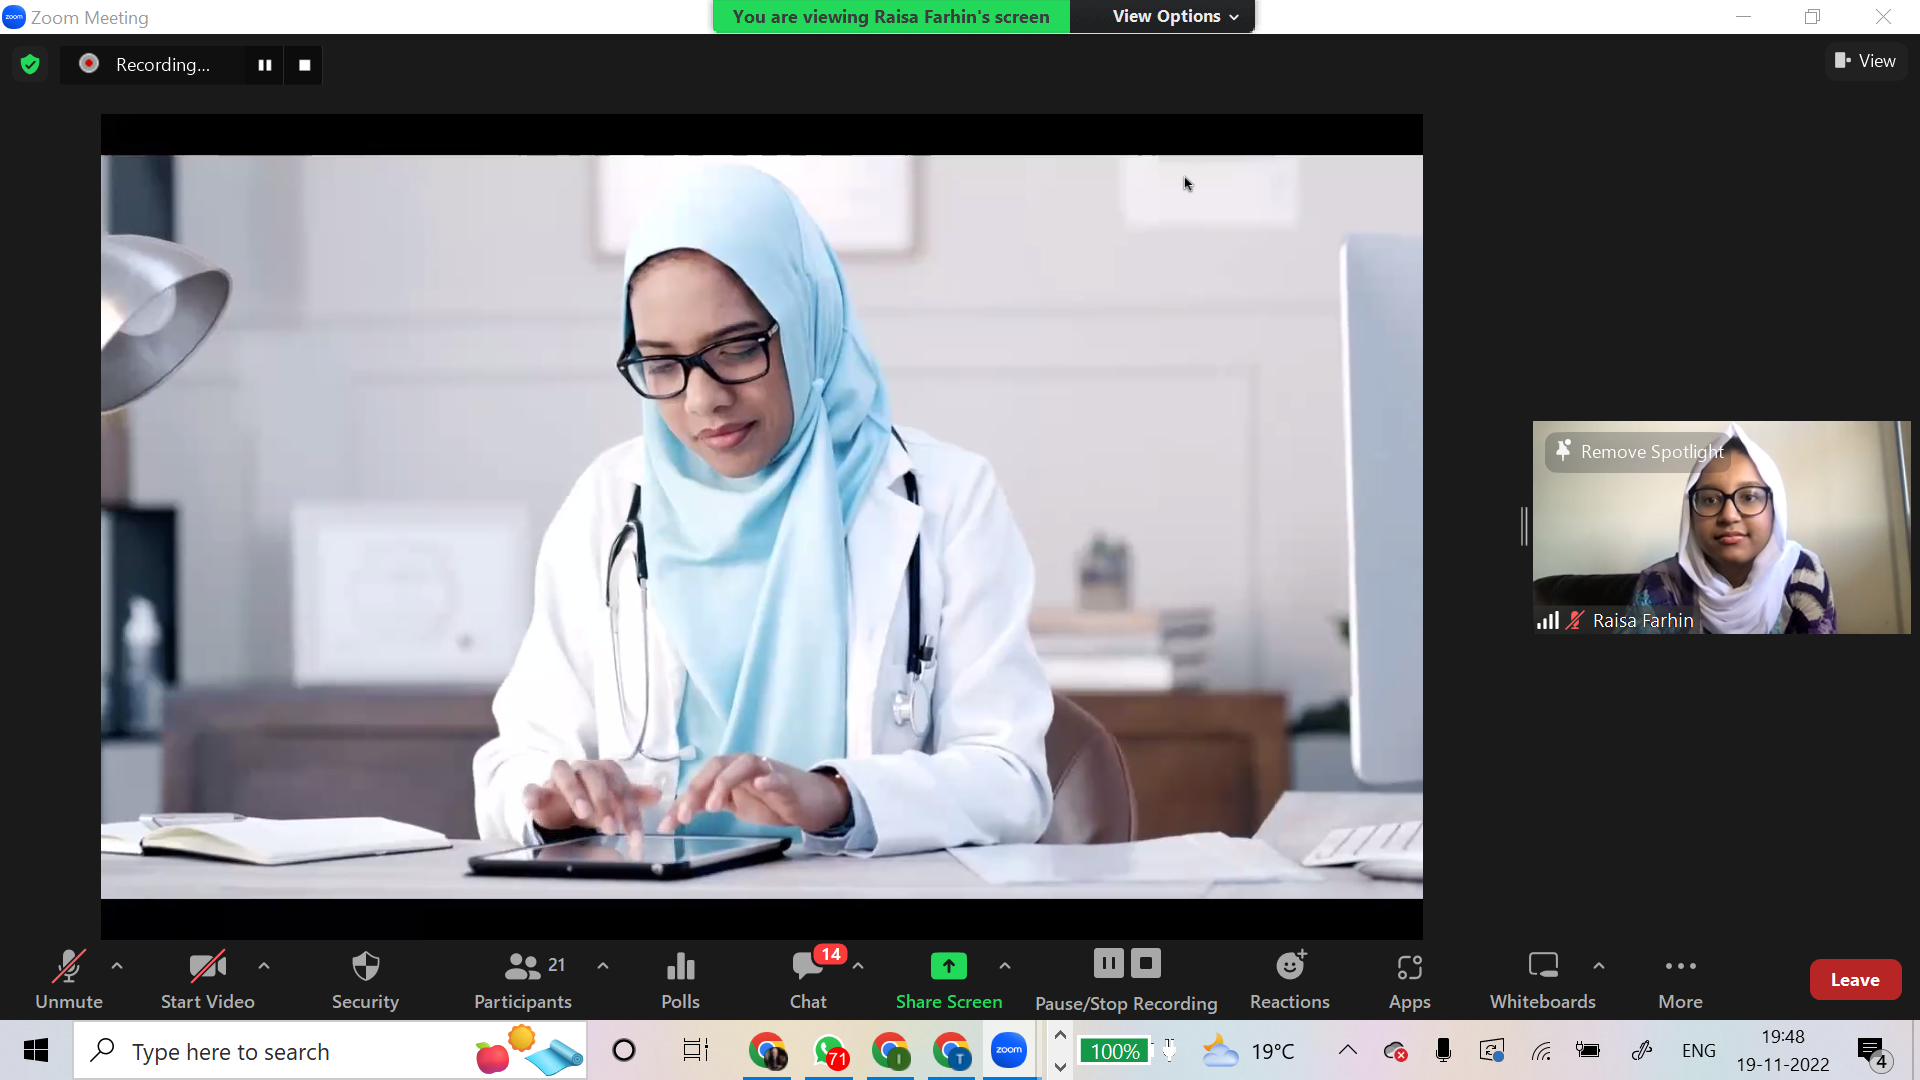 zoom Zoom Meeting
You are viewing Raisa Farhin's screen
View Options
Recording...
View
Remove Spotlight
Raisa Farhin
21
14
Unmute
Start Video
Security
Participants
Polls
Chat
Share Screen
Pause/Stop Recording
Reactions
Apps
Whiteboards
More
Leave
Type here to search
71
I
T
zoom
100%
19°C
ENG
19:48
19-11-2022
4